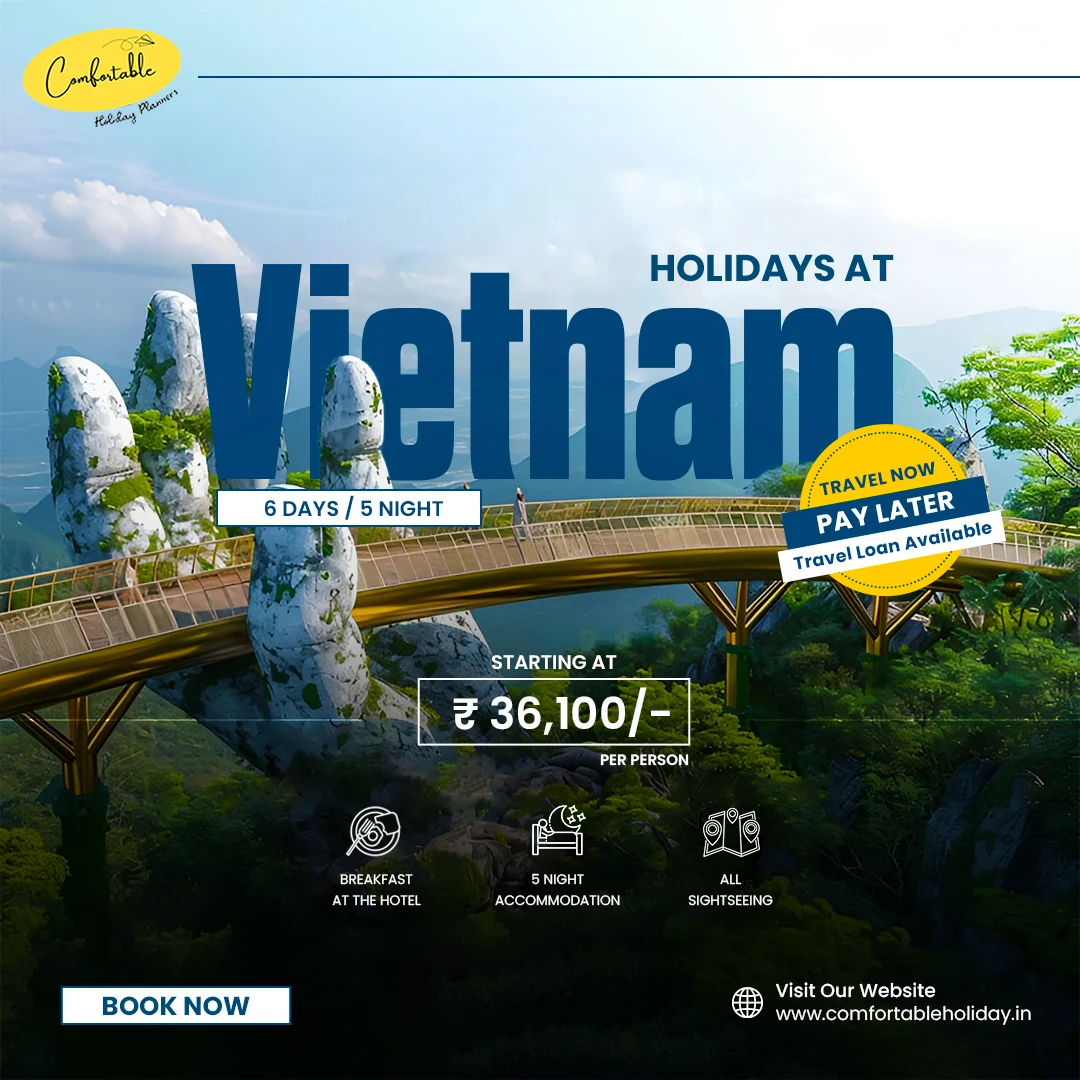 Comfortable
Holiday Planners
HOLIDAYS AT
Vietnam
6 DAYS / 5 NIGHT
TRAVEL NOW
PAY LATER
Travel Loan Available
STARTING AT
₹ 36,100/-
PER PERSON
BREAKFAST
AT THE HOTEL
5 NIGHT
ACCOMMODATION
ALL
SIGHTSEEING
BOOK NOW
Visit Our Website
www.comfortableholiday.in